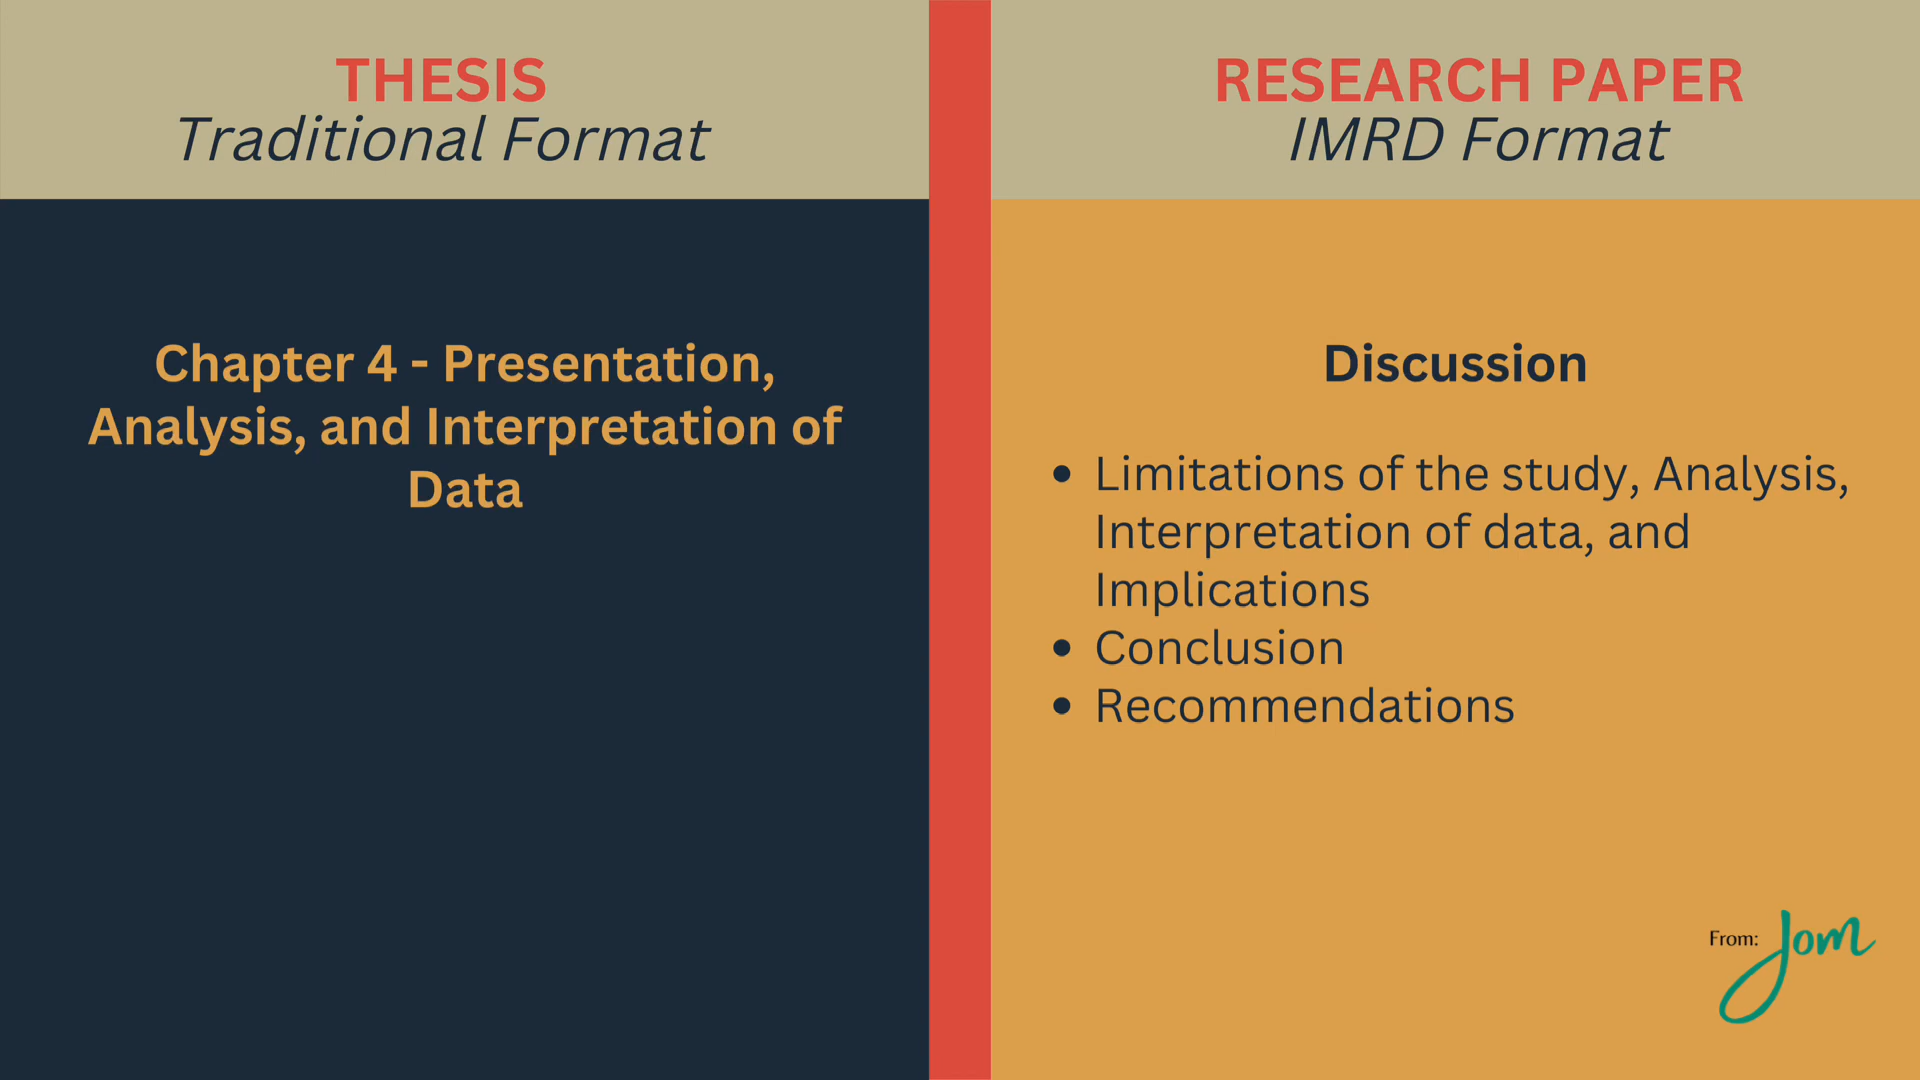 THESIS
Traditional Format
Chapter 4 - Presentation,
Analysis, and Interpretation of
Data
RESEARCH PAPER
IMRD Format
Discussion
• Limitations of the study, Analysis,
Interpretation of data, and
Implications
• Conclusion
• Recommendations
From: Jom